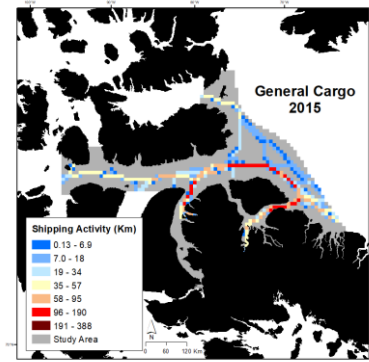 General Cargo
2015
Shipping Activity (Km)
0.13 - 6.9
7.0 - 18
19 - 34
35 - 57
58 - 95
96 - 190
191 - 388
Study Area
N
0 60 120 Km